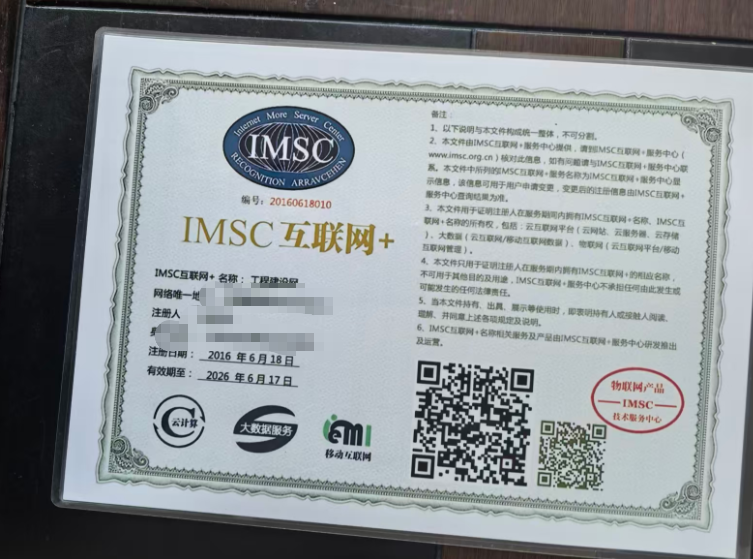 Internet More Server Center
IMSC
RECOGNITION ARRAVCEHEN
编号：20160618010
IMSC 互联网+
IMSC互联网+ 名称： 工程建设网
网络唯一地
注册人
注册日期： 2016 年 6 月 18 日
有效期至： 2026 年 6 月 17 日
云计算
大数据服务
iemi
移动互联网
备注：
1、以下说明与本文件构成统一整体，不可分割。
2、本文件由IMSC互联网+服务中心提供，请到IMSC互联网+服务中心（
www.imsc.org.cn）核对此信息，如有问题请与IMSC互联网+服务中心联
系。本文件中所列的IMSC互联网+服务名称为IMSC互联网+服务中心显
示信息，该信息可用于用户申请变更，变更后的注册信息由IMSC互联网+
服务中心查询结果为准。
3、本文件用于证明注册人在服务期间内拥有IMSC互联网+名称、IMSC互
联网+名称的所有权，包括：云互联网平台（云网站、云服务器、云存储
）、大数据（云互联网/移动互联网数据）、物联网（云互联网平台/移动
互联网管理）。
4、本文件只用于证明注册人在服务期内拥有IMSC互联网+的相应名称，
不可用于其他目的及用途，IMSC互联网+服务中心不承担任何由此发生或
可能发生的任何法律责任。
5、当本文件持有、出具、展示等使用时，即表明持有人或接触人阅读、
理解、并同意上述各项规定及说明。
6、IMSC互联网+名称相关服务及产品由IMSC互联网+服务中心研发推出
及运营。
物联网产品
IMSC
技术服务中心